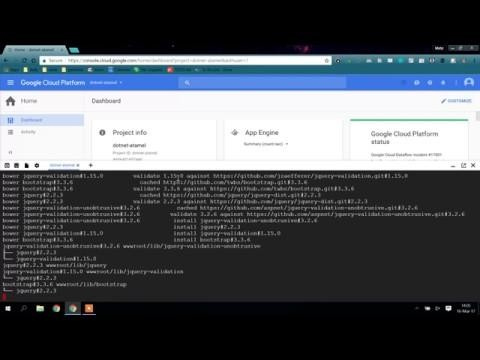 Home - dotnet-atamel
https://console.cloud.google.com/home/dashboard?project=dotnet-atamel
Google Cloud Platform
dotnet-atamel
Home
Dashboard
CUSTOMIZE
Dashboard
Activity
Project info
dotnet-atamel
App Engine
Summary (count/sec)
Google Cloud Platform
status
Google Cloud Dataflow incident #17001
dotnet-atamel
bower jquery-validation#1.15.0 validate 1.15.0 against https://github.com/jzaefferer/jquery-validation.git#1.15.0
bower bootstrap#3.3.6 cached https://github.com/twbs/bootstrap.git#3.3.6
bower bootstrap#3.3.6 validate 3.3.6 against https://github.com/twbs/bootstrap.git#3.3.6
bower jquery#2.2.3 cached https://github.com/jquery/jquery-dist.git#2.2.3
bower jquery#2.2.3 validate 2.2.3 against https://github.com/jquery/jquery-dist.git#2.2.3
bower jquery-validation-unobtrusive#3.2.6 cached https://github.com/aspnet/jquery-validation-unobtrusive.git#3.2.6
bower jquery-validation-unobtrusive#3.2.6 validate 3.2.6 against https://github.com/aspnet/jquery-validation-unobtrusive.git#3.2.6
bower jquery-validation-unobtrusive#3.2.6 install jquery-validation-unobtrusive#3.2.6
bower jquery#2.2.3 install jquery#2.2.3
bower jquery-validation#1.15.0 install jquery-validation#1.15.0
bower bootstrap#3.3.6 install bootstrap#3.3.6
jquery-validation-unobtrusive#3.2.6 wwwroot/lib/jquery-validation-unobtrusive
├── jquery#2.2.3
└── jquery-validation#1.15.0
jquery#2.2.3 wwwroot/lib/jquery
jquery-validation#1.15.0 wwwroot/lib/jquery-validation
└── jquery#2.2.3
bootstrap#3.3.6 wwwroot/lib/bootstrap
└── jquery#2.2.3